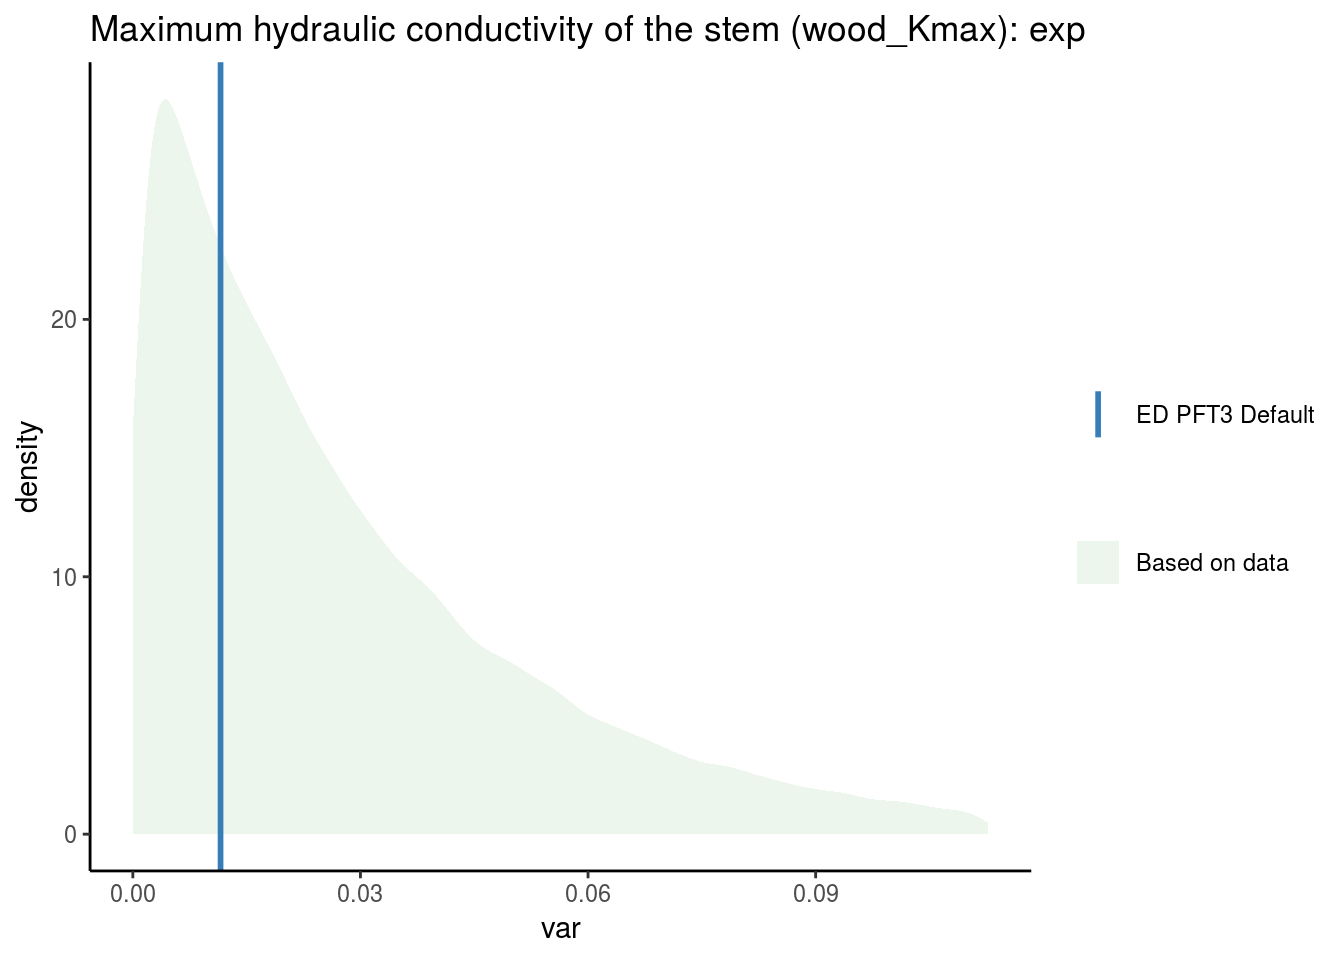 Maximum hydraulic conductivity of the stem (wood_Kmax): exp
density
20
10
0
0.00
0.03
0.06
0.09
var
ED PFT3 Default
Based on data